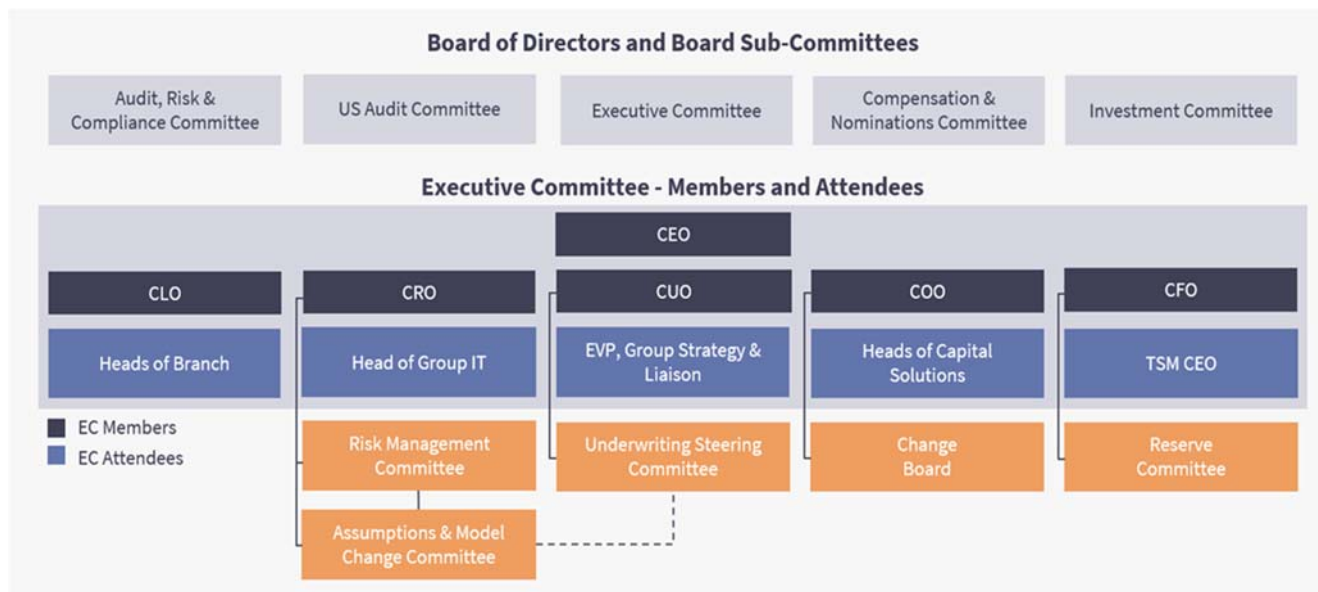 Board of Directors and Board Sub-Committees
Audit, Risk &
Compliance Committee
US Audit Committee
Executive Committee
Compensation &
Nominations Committee
Investment Committee
Executive Committee - Members and Attendees
CEO
CLO
CRO
CUO
COO
CFO
Heads of Branch
Head of Group IT
EVP, Group Strategy &
Liaison
Heads of Capital
Solutions
TSM CEO
EC Members
EC Attendees
Risk Management
Committee
Underwriting Steering
Committee
Change
Board
Reserve
Committee
Assumptions & Model
Change Committee